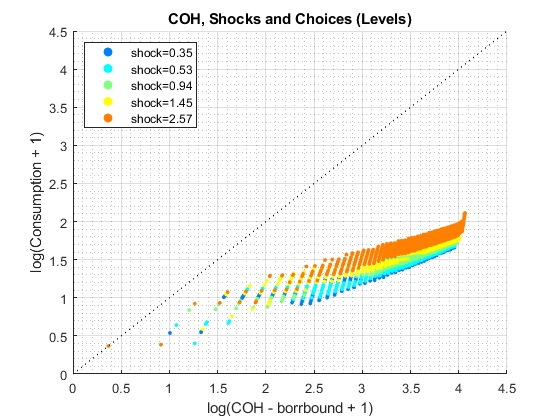 COH, Shocks and Choices (Levels)
4.5
4
3.5
3
2.5
2
1.5
1
0.5
0
log(Consumption + 1)
shock=0.35
shock=0.53
shock=0.94
shock=1.45
shock=2.57
0 0.5 1 1.5 2 2.5 3 3.5 4 4.5
log(COH - borrbound + 1)